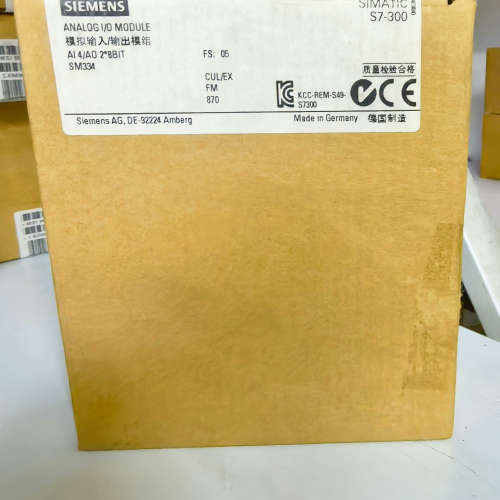 SIEMENS
SIMATIC
S7-300
ANALOG I/O MODULE
模拟输入/输出模组
AI 4/AO 2*8BIT
SM334
FS: 05
CUL/EX
FM
870
质量检验合格
KCC-REM-S49-
S7300
Siemens AG, DE-92224 Amberg
Made in Germany 德国制造